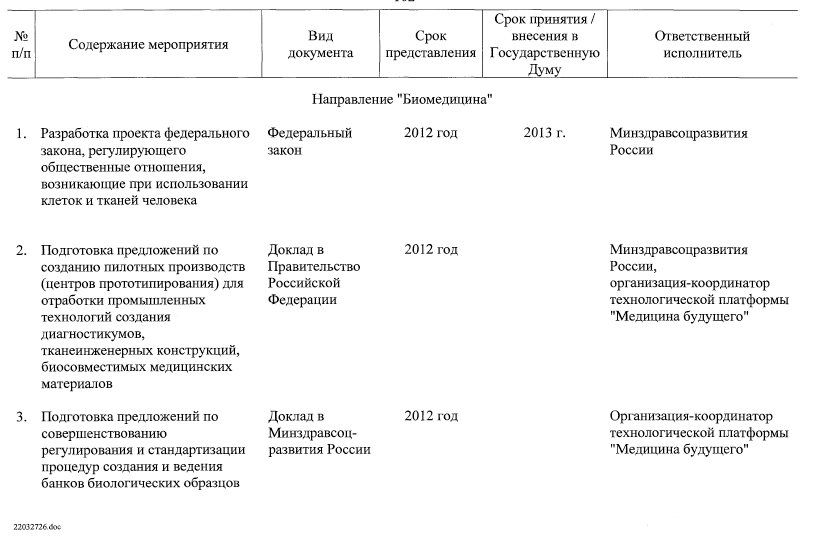 № п/п
Содержание мероприятия
Вид документа
Срок представления
Срок принятия / внесения в Государственную Думу
Ответственный исполнитель
Направление "Биомедицина"
1.
Разработка проекта федерального
закона, регулирующего
общественные отношения,
возникающие при использовании
клеток и тканей человека
Федеральный
закон
2012 год
2013 г.
Минздравсоцразвития
России
2.
Подготовка предложений по
созданию пилотных производств
(центров прототипирования) для
отработки промышленных
технологий создания
диагностикумов,
тканеинженерных конструкций,
биосовместимых медицинских
материалов
Доклад в
Правительство
Российской
Федерации
2012 год
Минздравсоцразвития
России,
организация-координатор
технологической платформы
"Медицина будущего"
3.
Подготовка предложений по
совершенствованию
регулирования и стандартизации
процедур создания и ведения
банков биологических образцов
Доклад в
Минздравсоц-
развития России
2012 год
Организация-координатор
технологической платформы
"Медицина будущего"
22032726.doc